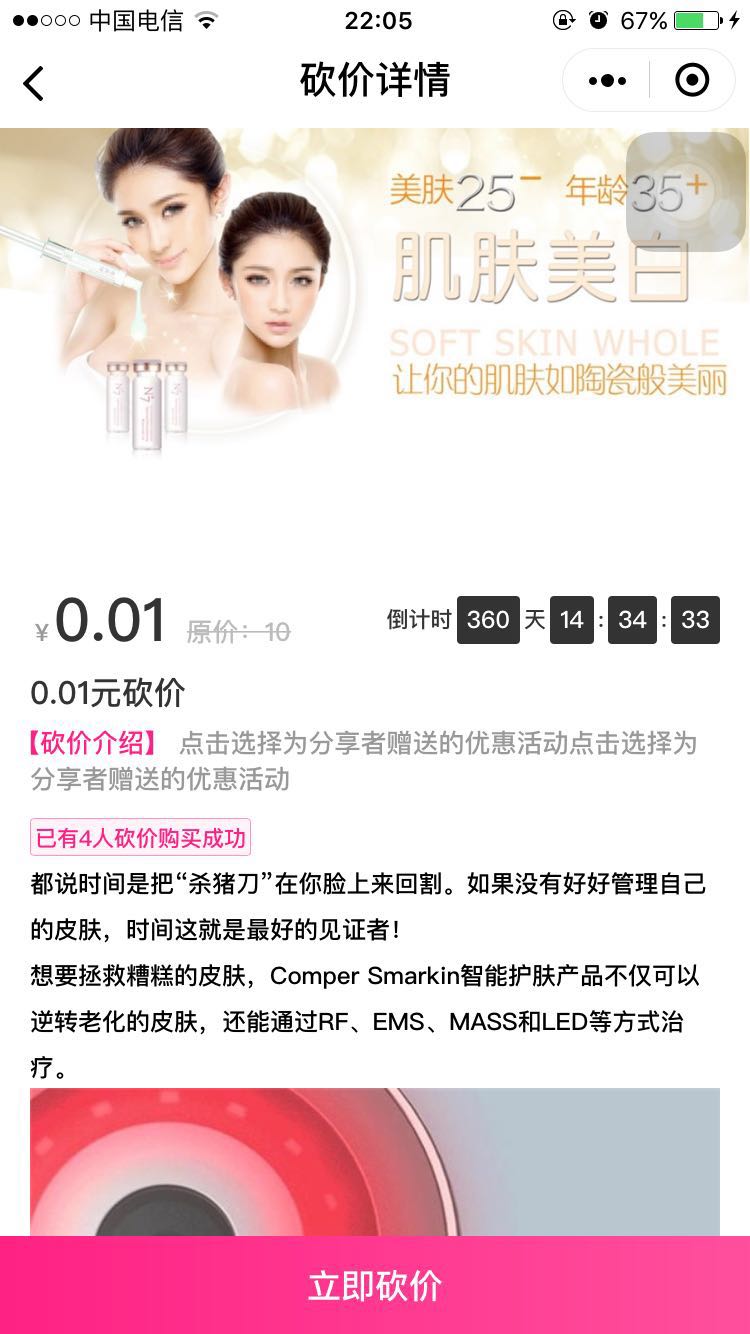 中国电信 22:05 67%
砍价详情
美肤25- 年龄35+
肌肤美白
SOFT SKIN WHOLE
让你的肌肤如陶瓷般美丽
N7
¥0.01 原价：10 倒计时 360 天 14 : 34 : 33
0.01元砍价
【砍价介绍】 点击选择为分享者赠送的优惠活动点击选择为
分享者赠送的优惠活动
已有4人砍价购买成功
都说时间是把“杀猪刀”在你脸上来回割。如果没有好好管理自己
的皮肤，时间这就是最好的见证者！
想要拯救糟糕的皮肤，Comper Smarkin智能护肤产品不仅可以
逆转老化的皮肤，还能通过RF、EMS、MASS和LED等方式治
疗。
立即砍价